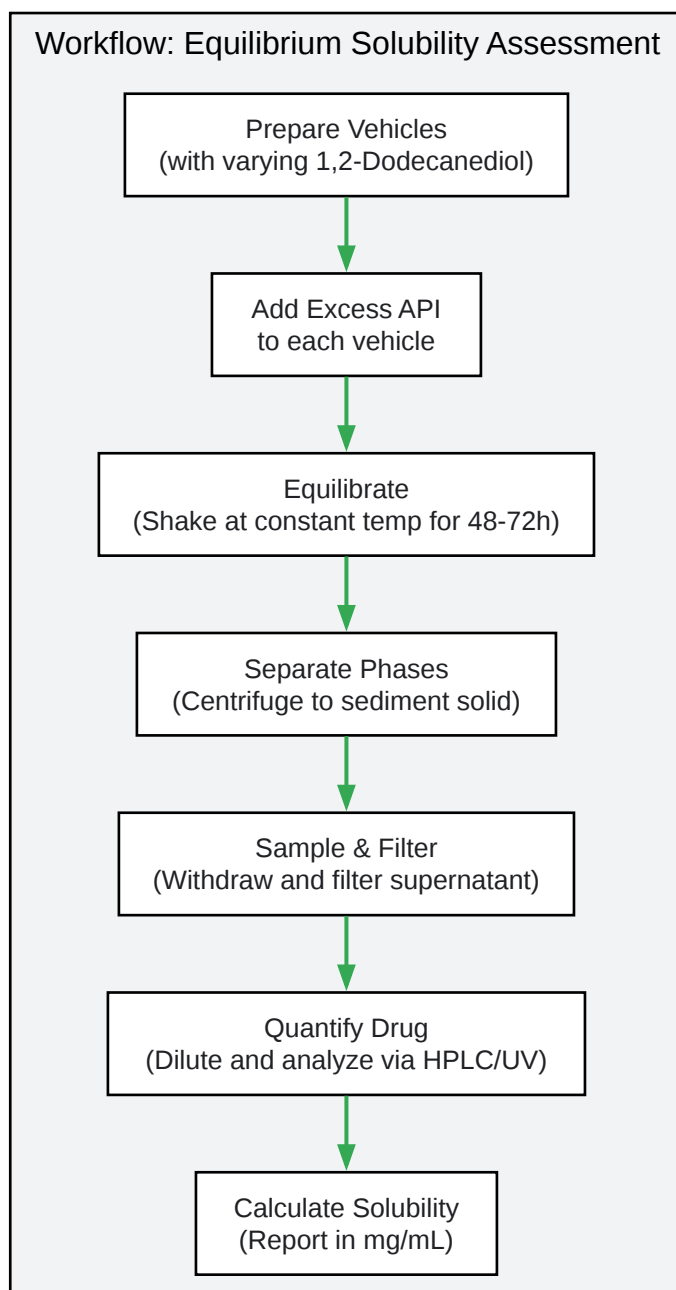 Workflow: Equilibrium Solubility Assessment
Prepare Vehicles
(with varying 1,2-Dodecanediol)
Add Excess API
to each vehicle
Equilibrate
(Shake at constant temp for 48-72h)
Separate Phases
(Centrifuge to sediment solid)
Sample & Filter
(Withdraw and filter supernatant)
Quantify Drug
(Dilute and analyze via HPLC/UV)
Calculate Solubility
(Report in mg/mL)